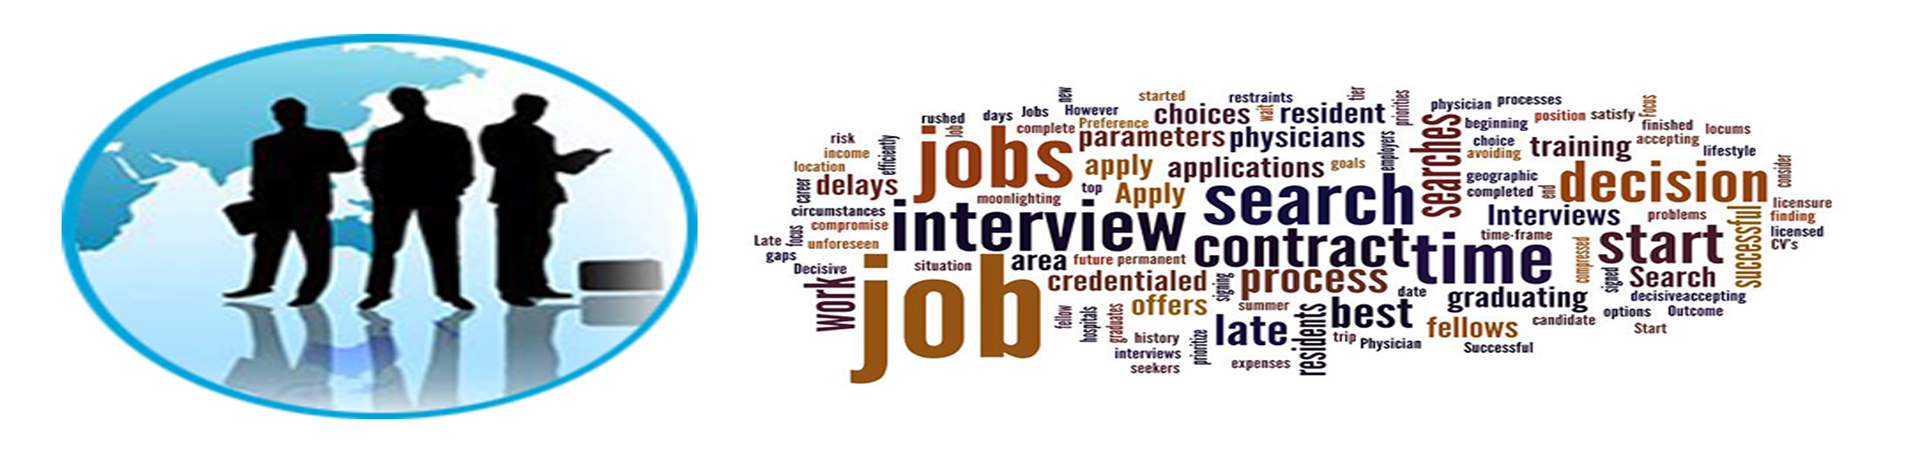 new
started
restraints
tier
priorities
physician
processes
Focus
rushed
days
Jobs
However
choices
wait
resident
position
satisfy
risk
Job
complete
Preference
parameters
physicians
employers
searches
beginning
finished
locums
income
efficiently
jobs
apply
applications
goals
choice
training
accepting
lifestyle
location
avoiding
career
delays
moonlighting
top
Apply
search
geographic
completed
end
decision
consider
circumstances
compromise
interview
Interviews
problems
licensure
finding
licensed
CV's
Late
gaps
focus
unforeseen
contract
time
time-frame
compressed
start
successful
Decisive
situation
area
future
permanent
signed
Search
work
job
credentialed
signing
process
date
graduating
decisiveaccepting
fellow
hospitals
graduates
offers
summer
residents
best
options
Outcome
history
prioritize
late
trip
Physician
fellows
candidate
Start
interviews
seekers
expenses
Successful